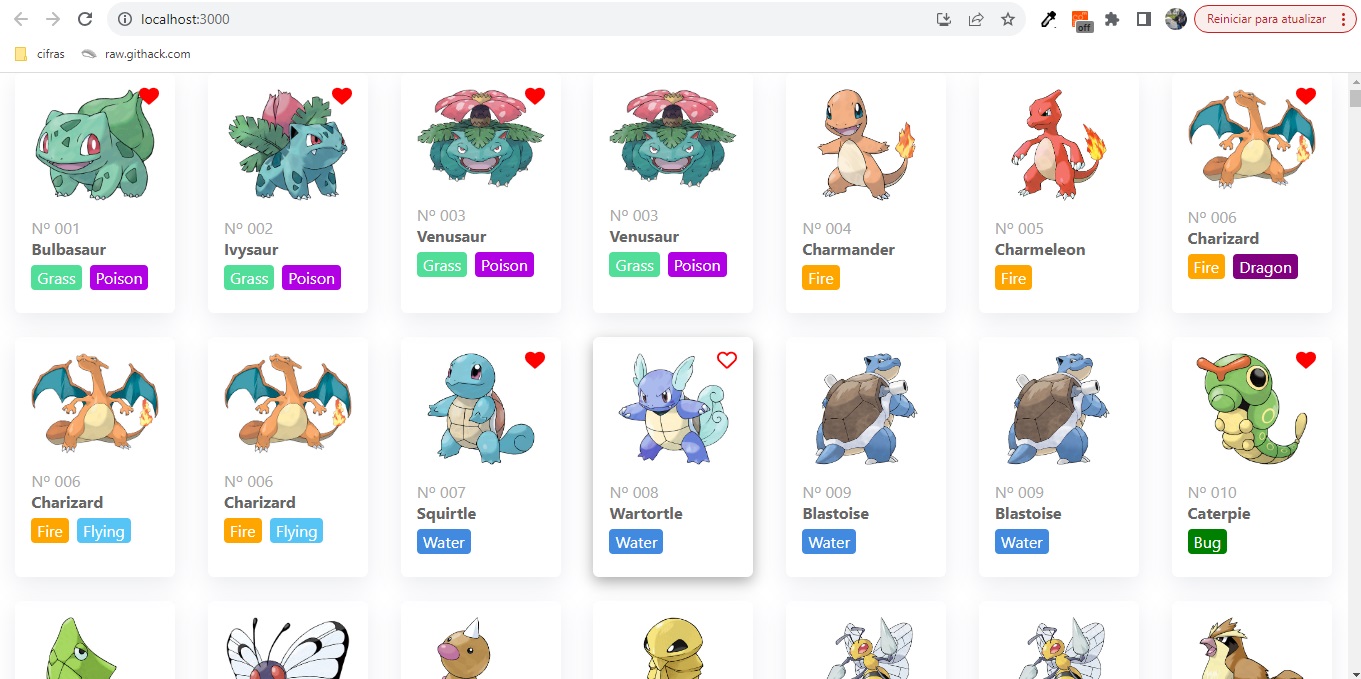 localhost:3000
off
Reiniciar para atualizar
cifras
raw.githack.com
Nº 001
Bulbasaur
Grass Poison
Nº 002
Ivysaur
Grass Poison
Nº 003
Venusaur
Grass Poison
Nº 003
Venusaur
Grass Poison
Nº 004
Charmander
Fire
Nº 005
Charmeleon
Fire
Nº 006
Charizard
Fire Dragon
Nº 006
Charizard
Fire Flying
Nº 006
Charizard
Fire Flying
Nº 007
Squirtle
Water
Nº 008
Wartortle
Water
Nº 009
Blastoise
Water
Nº 009
Blastoise
Water
Nº 010
Caterpie
Bug